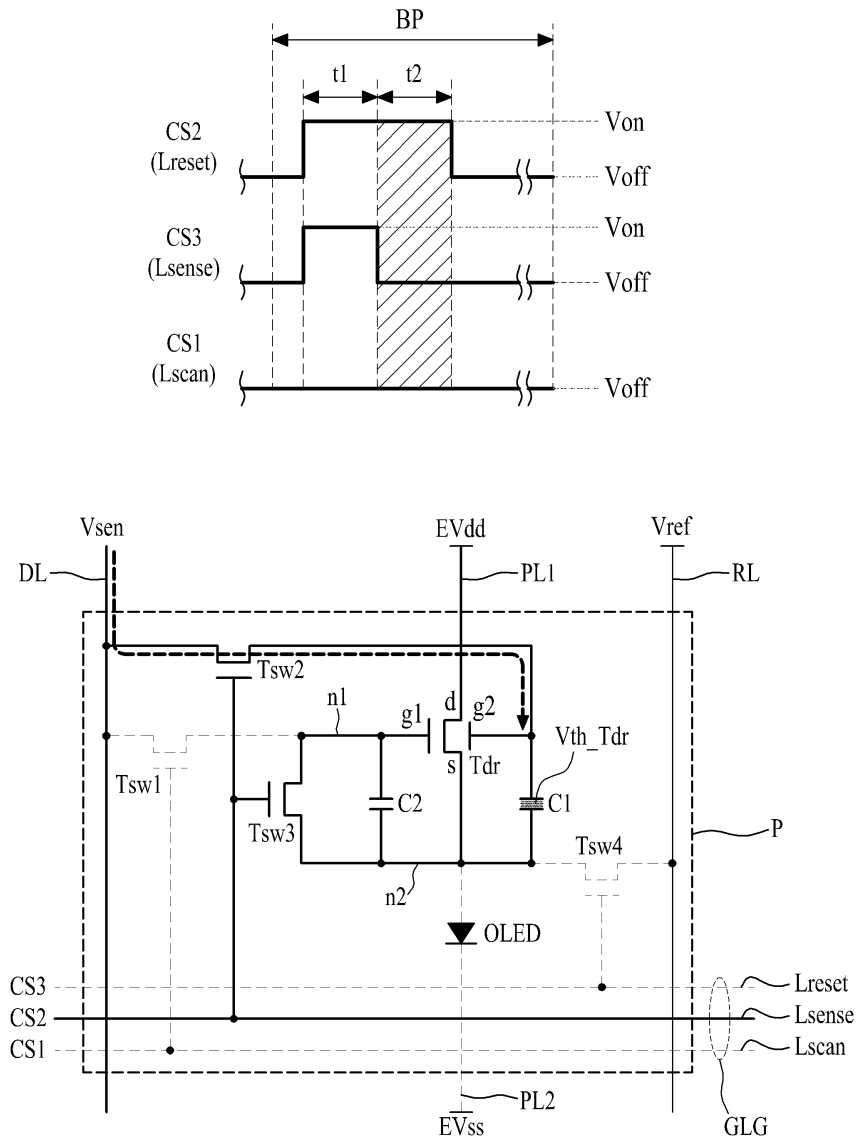 BP
t1 t2
CS2
(Lreset)
Von
Voff
CS3
(Lsense)
Von
Voff
CS1
(Lscan)
Voff
Vsen EVdd Vref
DL PL1 RL
Tsw2
n1 g1 d g2
Vth_Tdr
s Tdr
Tsw1
Tsw3 C2 C1
Tsw4 P
n2
OLED
CS3 Lreset
CS2 Lsense
CS1 Lscan
PL2
EVss GLG